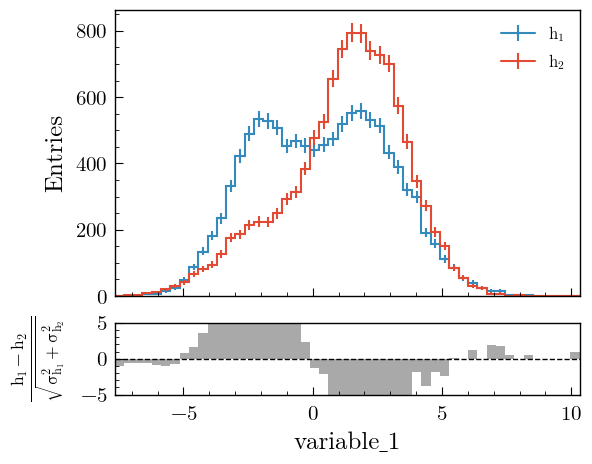 800
600
400
200
0
Entries
h₁
h₂
5
0
−5
h₁ − h₂
√σ²h₁ + σ²h₂
−5 0 5 10
variable_1